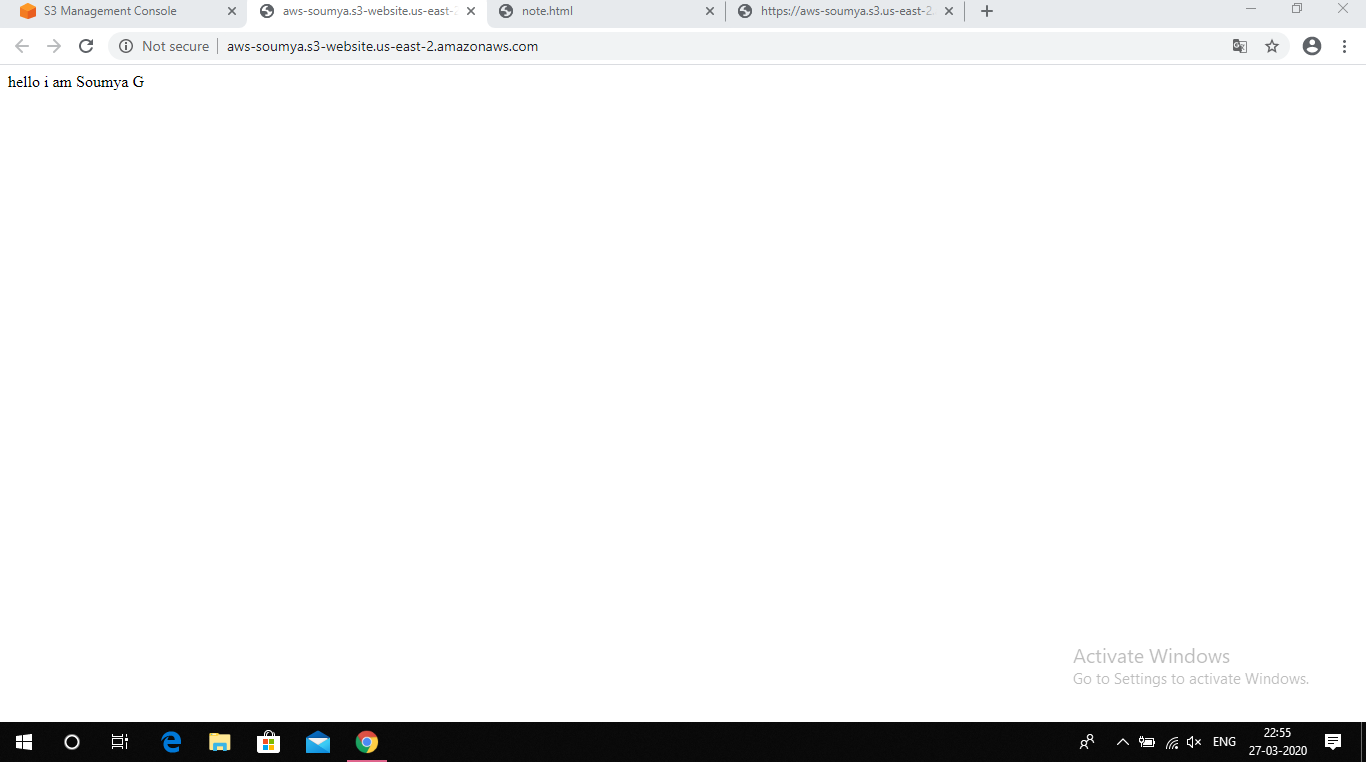 S3 Management Console
aws-soumya.s3-website.us-east-
note.html
https://aws-soumya.s3.us-east-2
Not secure
aws-soumya.s3-website.us-east-2.amazonaws.com
hello i am Soumya G
Activate Windows
Go to Settings to activate Windows.
ENG
22:55
27-03-2020